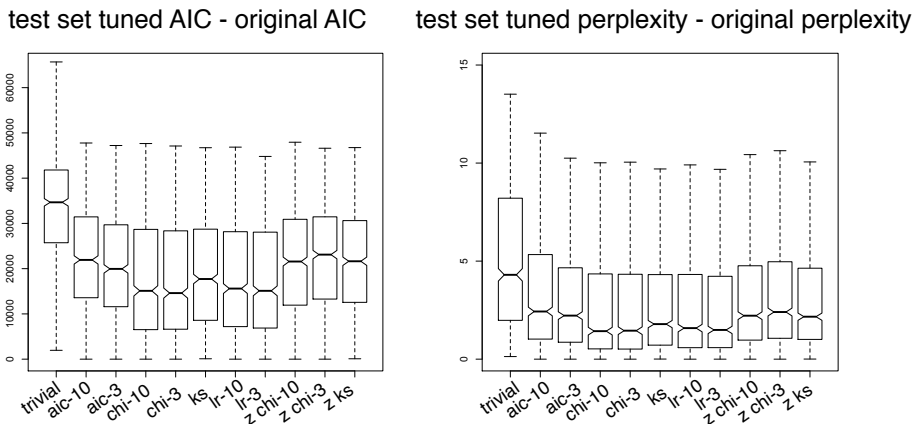 test set tuned AIC - original AIC
test set tuned perplexity - original perplexity
60000
50000
40000
30000
20000
10000
0
trivial
aic-10
aic-3
chi-10
chi-3
ks
lr-10
lr-3
z chi-10
z chi-3
z ks
15
10
5
0
trivial
aic-10
aic-3
chi-10
chi-3
ks
lr-10
lr-3
z chi-10
z chi-3
z ks